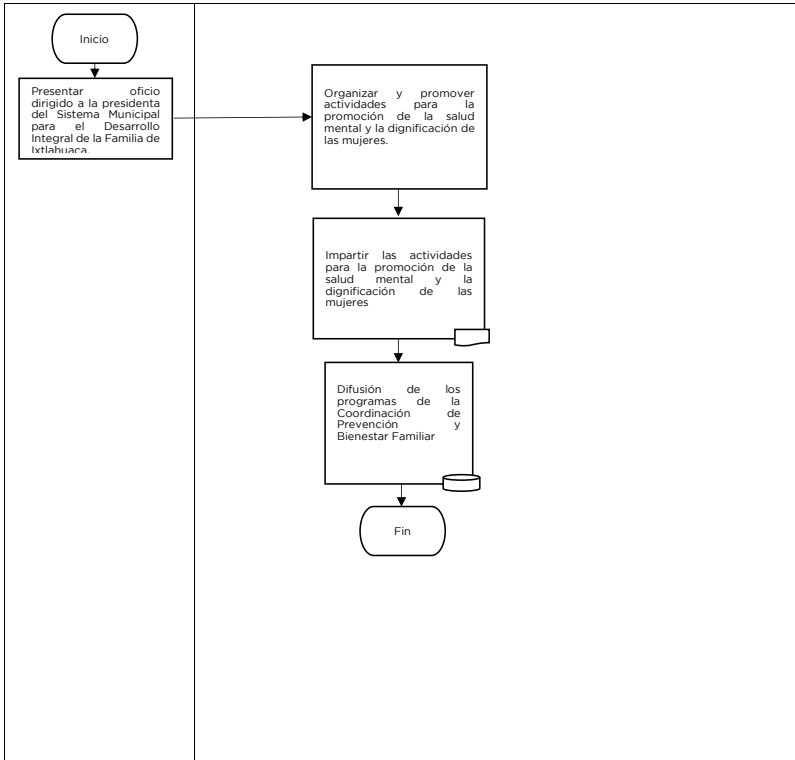 Inicio
Presentar oficio
dirigido a la presidenta
del Sistema Municipal
para el Desarrollo
Integral de la Familia de
Ixtlahuaca.
Organizar y promover
actividades para la
promoción de la salud
mental y la dignificación de
las mujeres.
Impartir las actividades
para la promoción de la
salud mental y la
dignificación de las
mujeres
Difusión de los
programas de la
Coordinación de
Prevención y
Bienestar Familiar
Fin